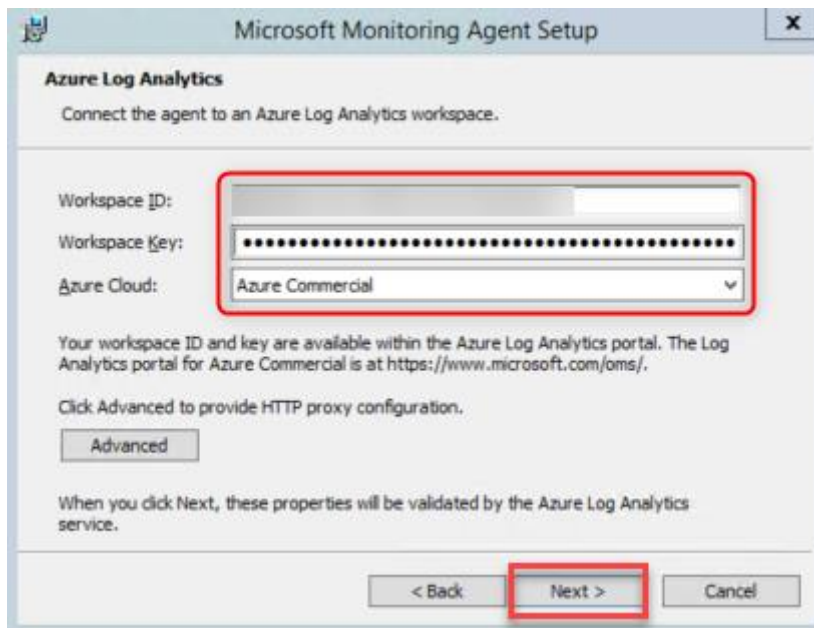 Microsoft Monitoring Agent Setup
x
Azure Log Analytics
Connect the agent to an Azure Log Analytics workspace.
Workspace ID:
Workspace Key: ••••••••••••••••••••••••••••••••••••••••••••
Azure Cloud: Azure Commercial
Your workspace ID and key are available within the Azure Log Analytics portal. The Log
Analytics portal for Azure Commercial is at https://www.microsoft.com/oms/.
Click Advanced to provide HTTP proxy configuration.
Advanced
When you click Next, these properties will be validated by the Azure Log Analytics
service.
< Back Next > Cancel